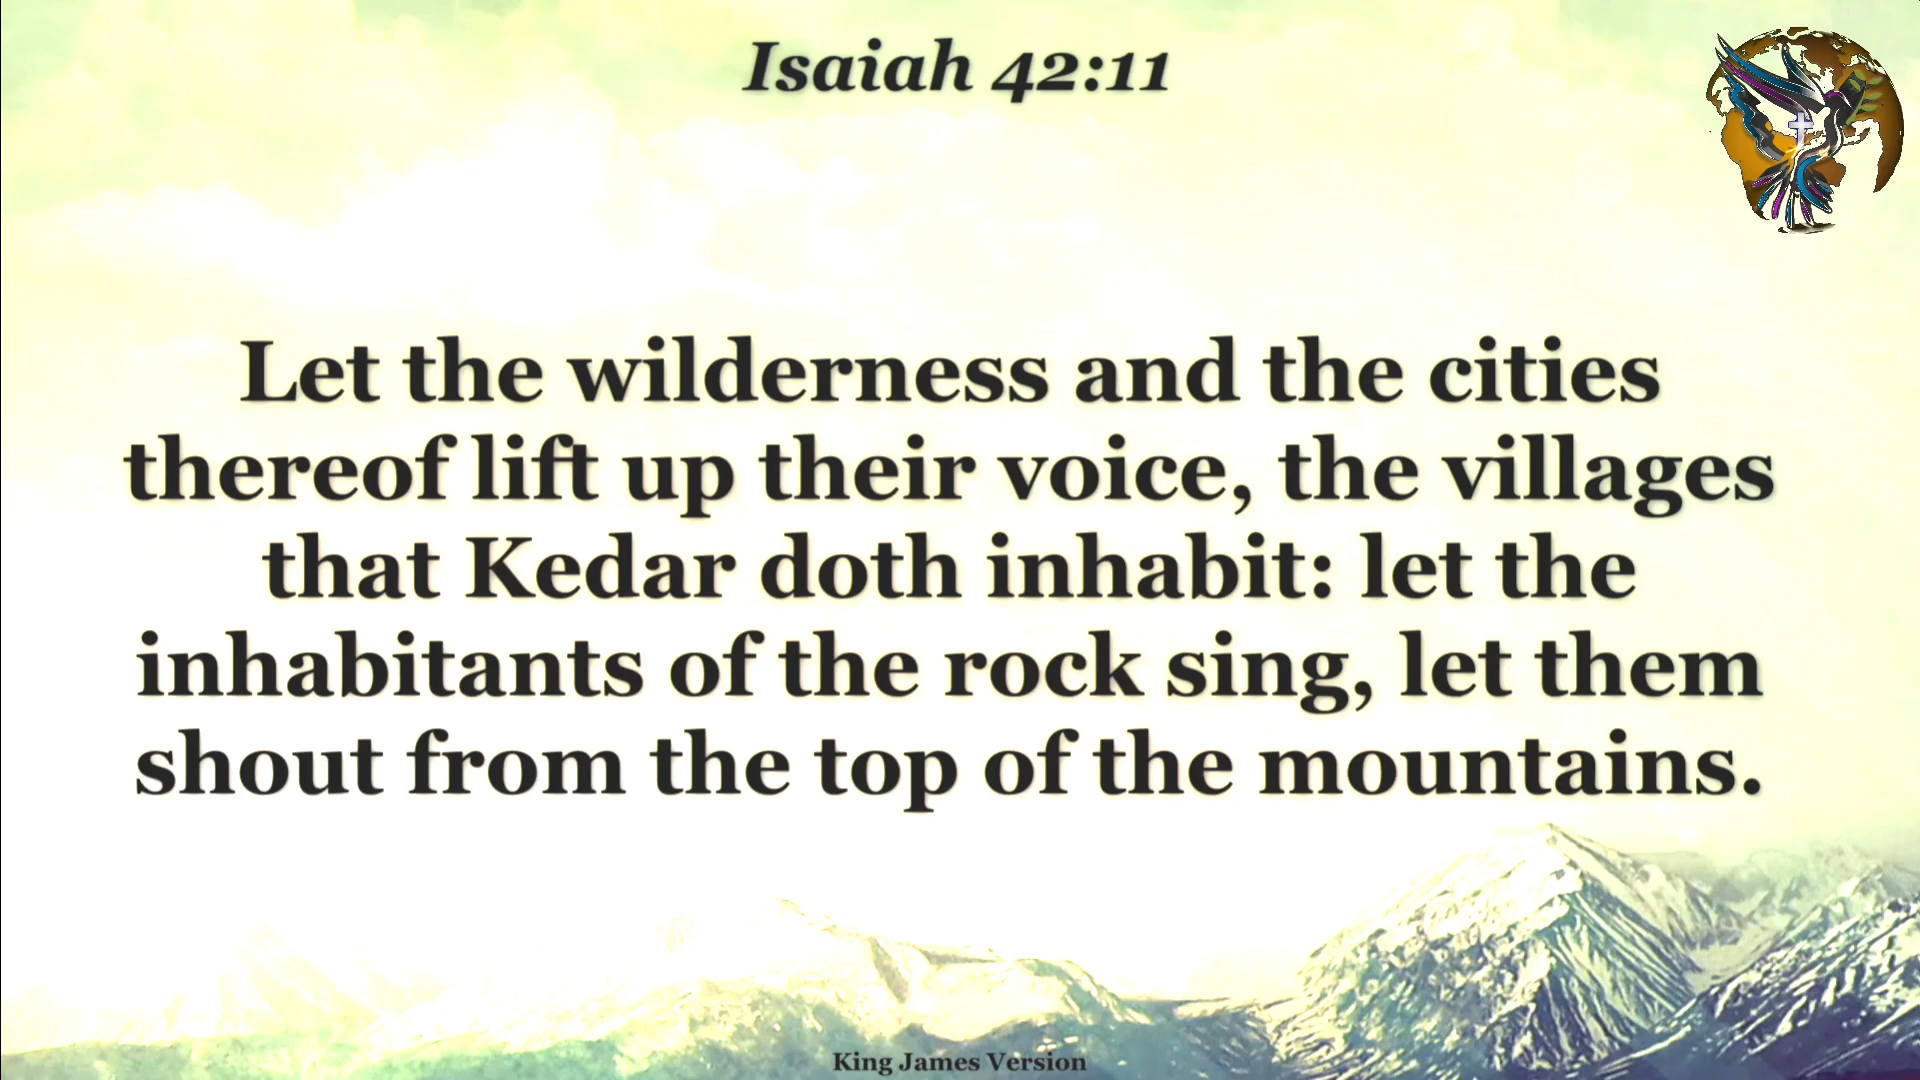 Isaiah 42:11
Let the wilderness and the cities
thereof lift up their voice, the villages
that Kedar doth inhabit: let the
inhabitants of the rock sing, let them
shout from the top of the mountains.
King James Version